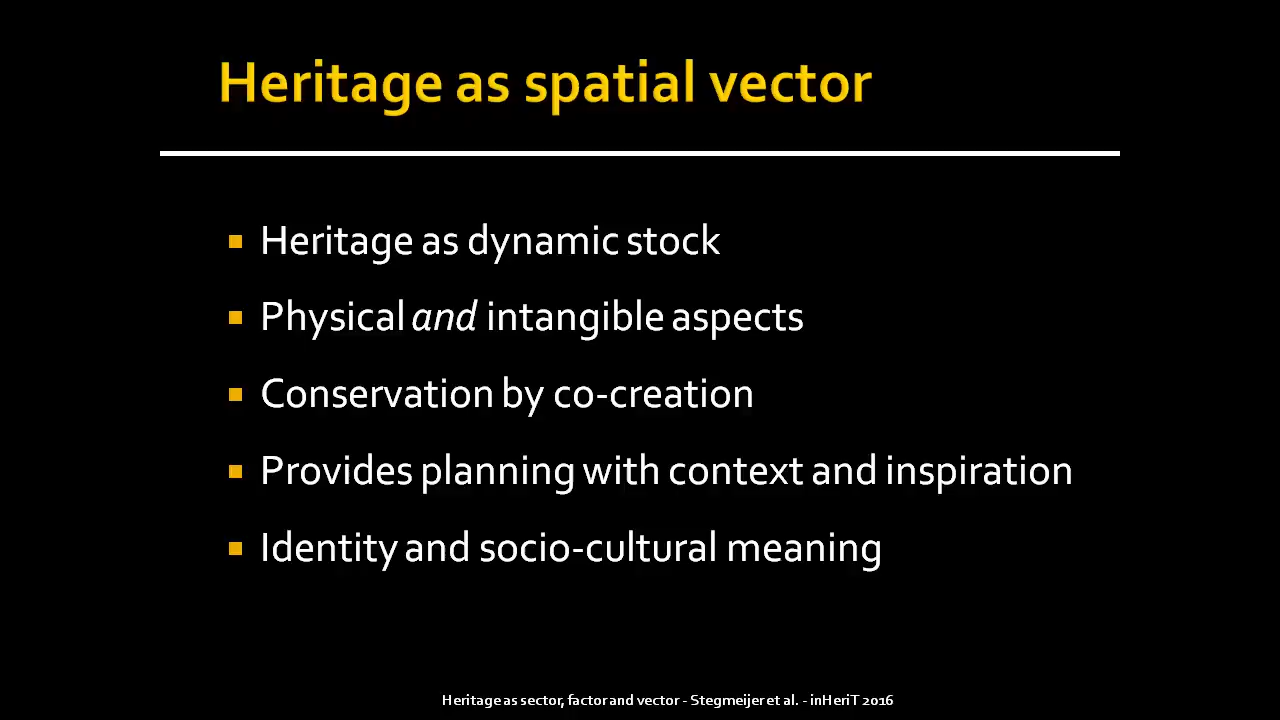 Heritage as spatial vector
Heritage as dynamic stock
Physical and intangible aspects
Conservation by co-creation
Provides planning with context and inspiration
Identity and socio-cultural meaning
Heritage as sector, factor and vector - Stegmeijer et al. - inHeriT 2016